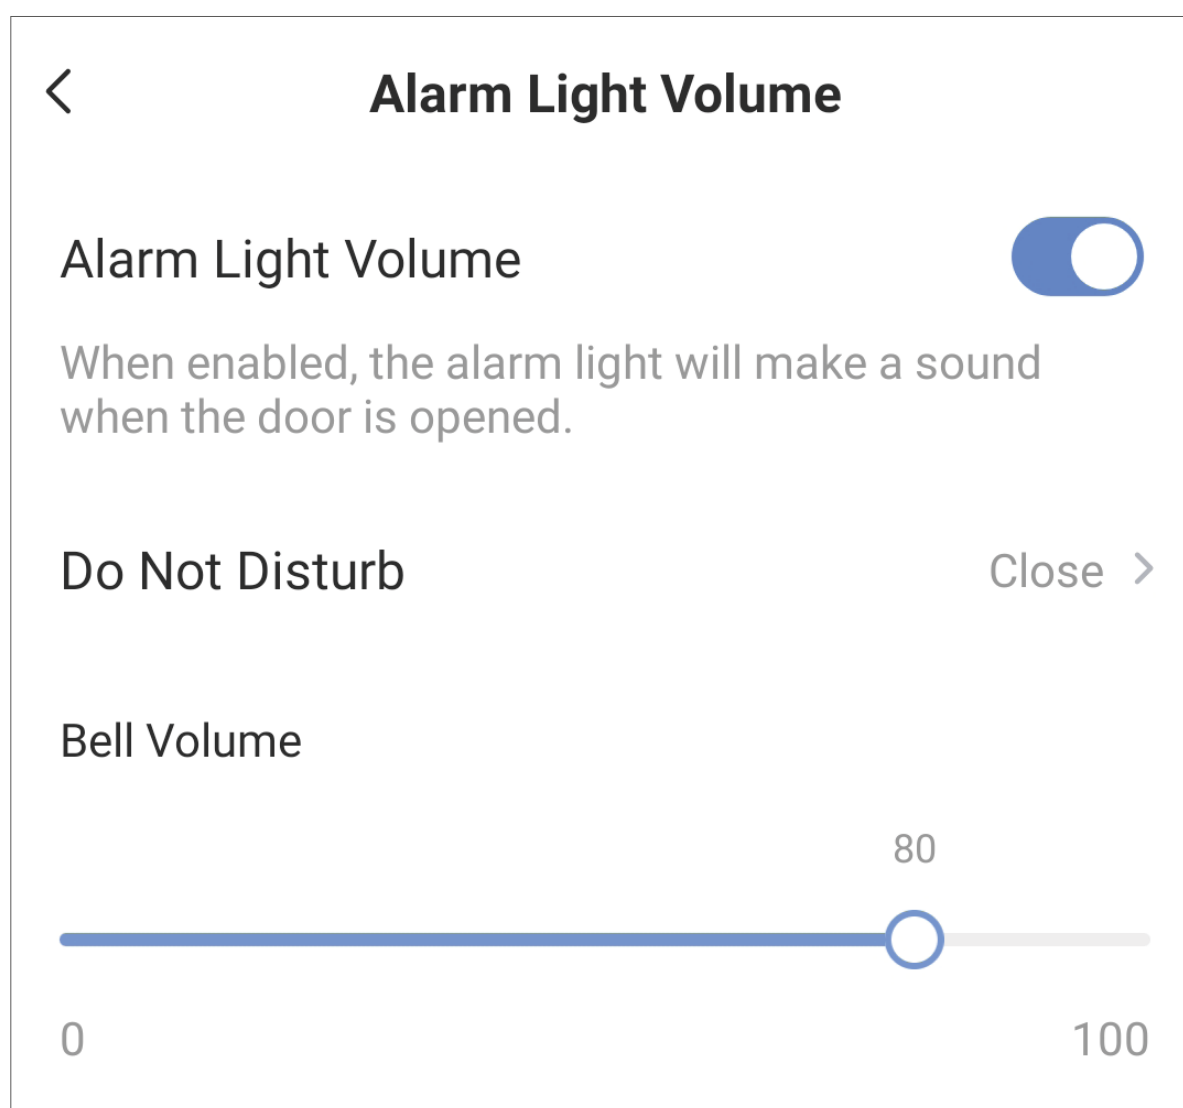 Alarm Light Volume
Alarm Light Volume
When enabled, the alarm light will make a sound
when the door is opened.
Do Not Disturb Close
Bell Volume
80
0 100